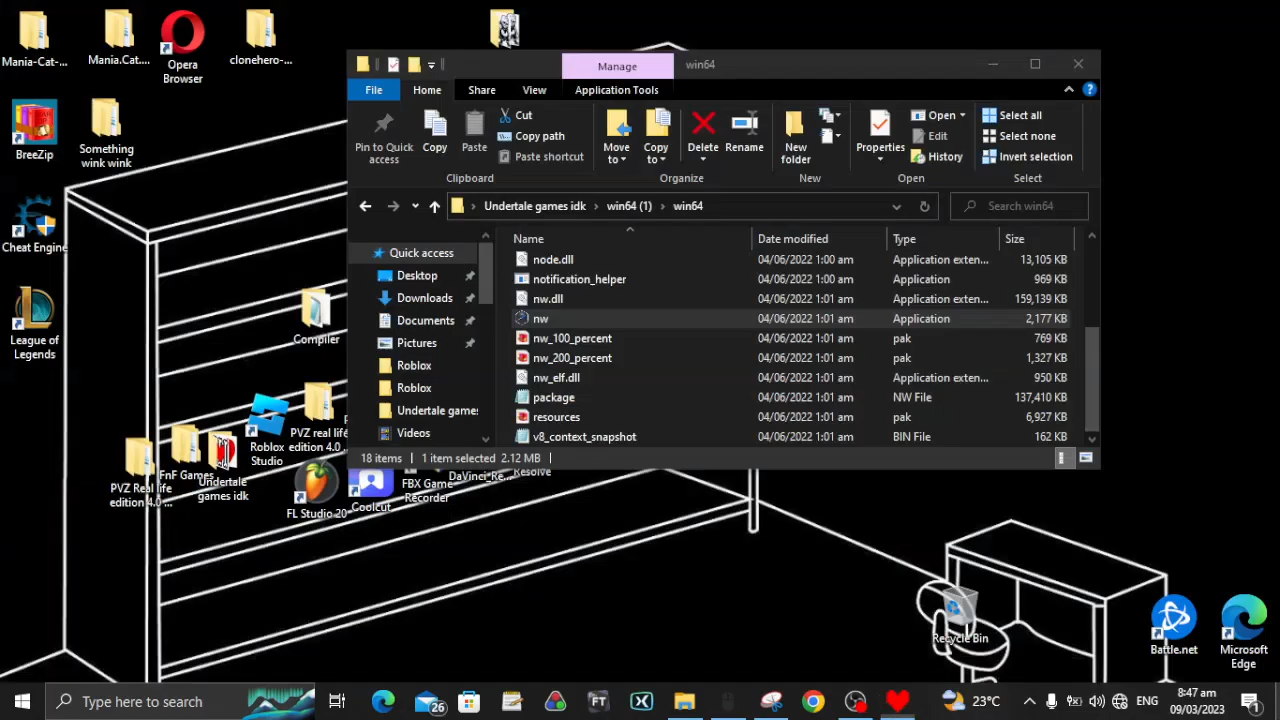 Mania-Cat-...
Mania.Cat....
Opera
Browser
clonehero-...
BreeZip
Something
wink wink
Cheat Engine
League of
Legends
Compiler
Roblox
Studio
PVZ real life
edition 4.0 ...
FnF Games
Undertale
games idk
PVZ Real life
edition 4.0 ...
FL Studio 20
Coolcut
FBX Game
Recorder
DaVinci_Re...
Resolve
Manage
win64
File
Home
Share
View
Application Tools
Pin to Quick
access
Copy
Paste
Cut
Copy path
Paste shortcut
Clipboard
Move
to
Copy
to
Delete
Rename
Organize
New
folder
New
Properties
Open
Edit
History
Open
Select all
Select none
Invert selection
Select
Undertale games idk > win64 (1) > win64
Search win64
Quick access
Desktop
Downloads
Documents
Pictures
Roblox
Roblox
Undertale game:
Videos
Name Date modified Type Size
node.dll 04/06/2022 1:00 am Application exten... 13,105 KB
notification_helper 04/06/2022 1:00 am Application 969 KB
nw.dll 04/06/2022 1:01 am Application exten... 159,139 KB
nw 04/06/2022 1:01 am Application 2,177 KB
nw_100_percent 04/06/2022 1:01 am pak 769 KB
nw_200_percent 04/06/2022 1:01 am pak 1,327 KB
nw_elf.dll 04/06/2022 1:01 am Application exten... 950 KB
package 04/06/2022 1:01 am NW File 137,410 KB
resources 04/06/2022 1:01 am pak 6,927 KB
v8_context_snapshot 04/06/2022 1:01 am BIN File 162 KB
18 items 1 item selected 2.12 MB
Recycle Bin
Battle.net
Microsoft
Edge
Type here to search
26
FT
23°C
ENG
8:47 am
09/03/2023
1